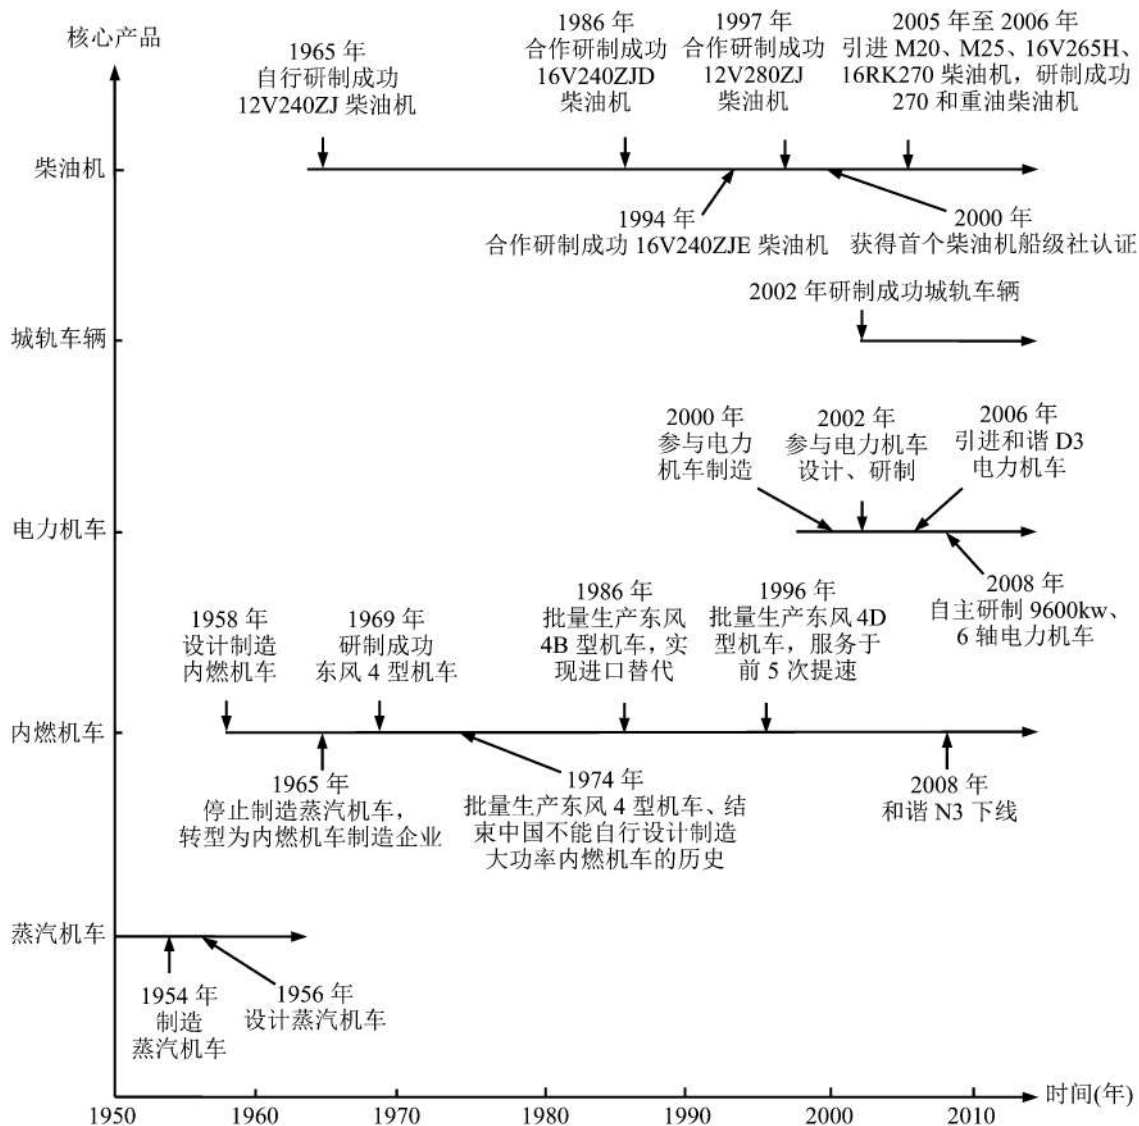 核心产品
1965 年
自行研制成功
12V240ZJ 柴油机
1986 年
合作研制成功
16V240ZJD
柴油机
1997 年
合作研制成功
12V280ZJ
柴油机
2005 年至 2006 年
引进 M20、M25、16V265H、
16RK270 柴油机，研制成功
270 和重油柴油机
柴油机
1994 年
合作研制成功 16V240ZJE 柴油机
2000 年
获得首个柴油机船级社认证
2002 年研制成功城轨车辆
城轨车辆
2000 年
参与电力
机车制造
2002 年
参与电力机车
设计、研制
2006 年
引进和谐 D3
电力机车
电力机车
2008 年
自主研制 9600kw、
6 轴电力机车
1958 年
设计制造
内燃机车
1969 年
研制成功
东风 4 型机车
1986 年
批量生产东风
4B 型机车，实
现进口替代
1996 年
批量生产东风 4D
型机车，服务于
前 5 次提速
内燃机车
1965 年
停止制造蒸汽机车，
转型为内燃机车制造企业
1974 年
批量生产东风 4 型机车、结
束中国不能自行设计制造
大功率内燃机车的历史
2008 年
和谐 N3 下线
蒸汽机车
1954 年
制造
蒸汽机车
1956 年
设计蒸汽机车
1950
1960
1970
1980
1990
2000
2010
时间(年)